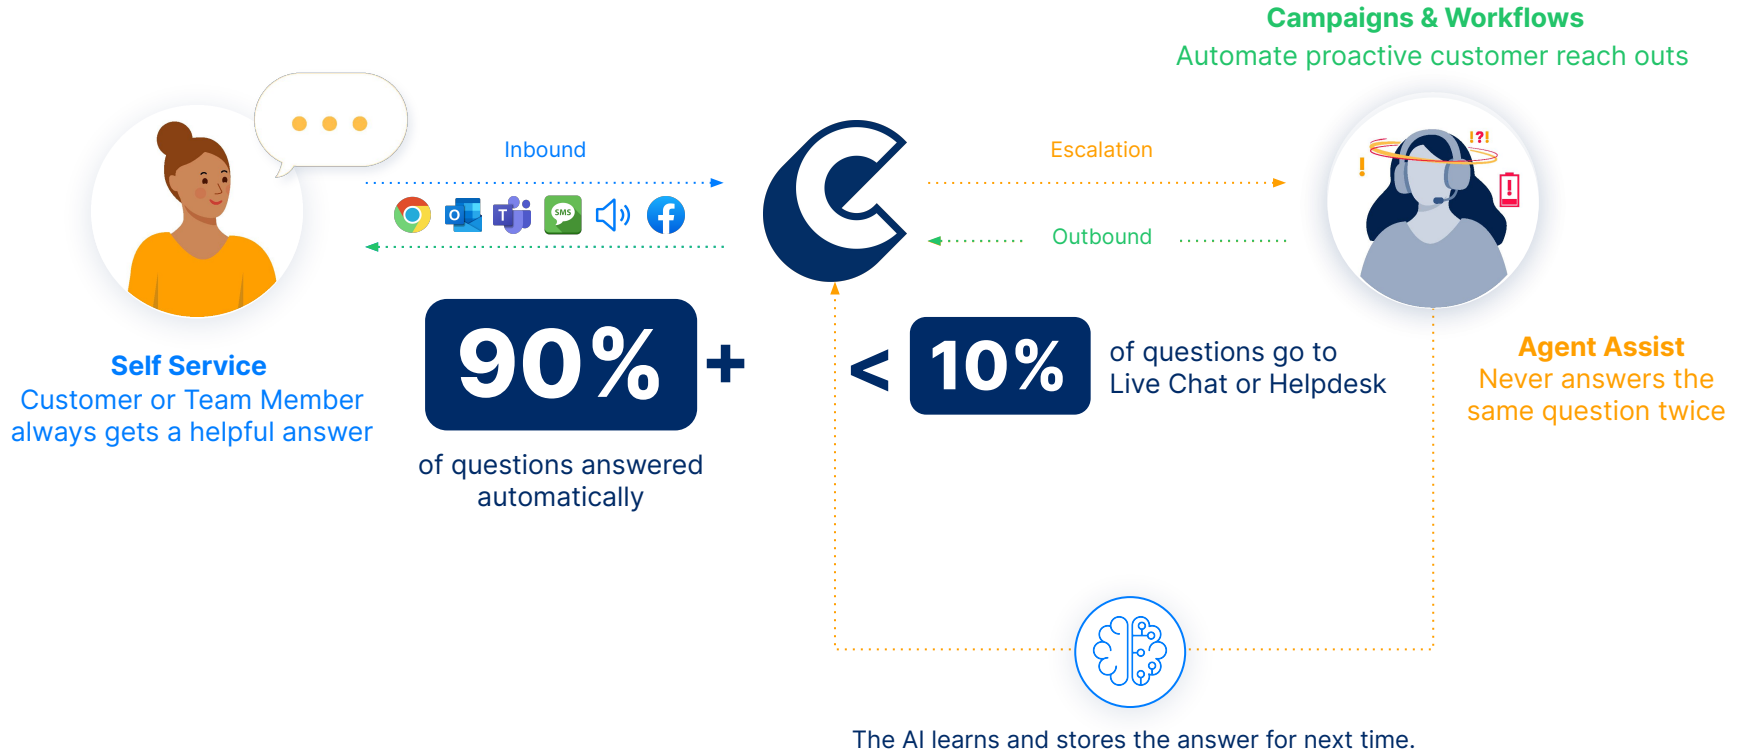 Campaigns & Workflows
Automate proactive customer reach outs
Inbound
Escalation
!?!
!
!
O
T
SMS
Outbound
90% +
of questions answered
automatically
< 10%
of questions go to
Live Chat or Helpdesk
Self Service
Customer or Team Member
always gets a helpful answer
Agent Assist
Never answers the
same question twice
The AI learns and stores the answer for next time.